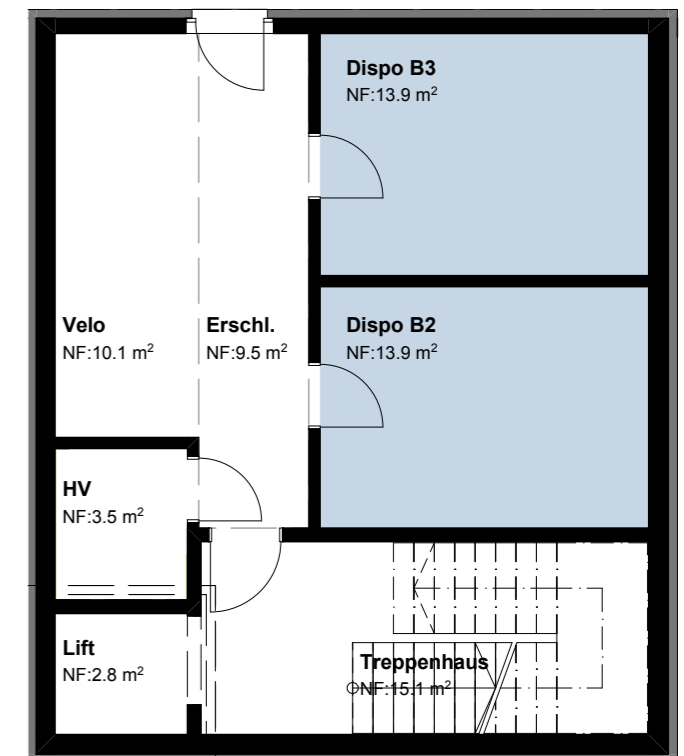 Dispo B3
NF:13.9 m²
Velo
NF:10.1 m²
Erschl.
NF:9.5 m²
Dispo B2
NF:13.9 m²
HV
NF:3.5 m²
Lift
NF:2.8 m²
Treppenhaus
NF:15.1 m²